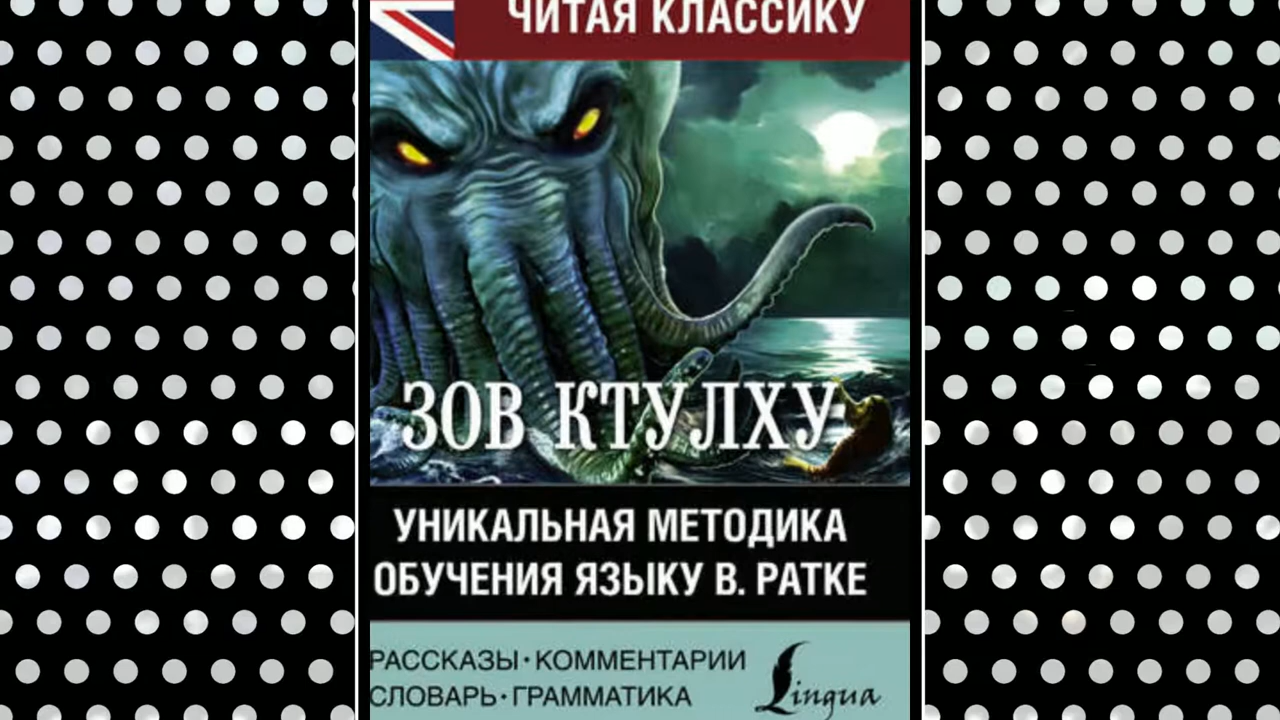 ЧИТАЯ КЛАССИКУ
ЗОВ КТУЛХУ
УНИКАЛЬНАЯ МЕТОДИКА
ОБУЧЕНИЯ ЯЗЫКУ В. РАТКЕ
РАССКАЗЫ·КОММЕНТАРИИ
СЛОВАРЬ·ГРАММАТИКА
Lingua